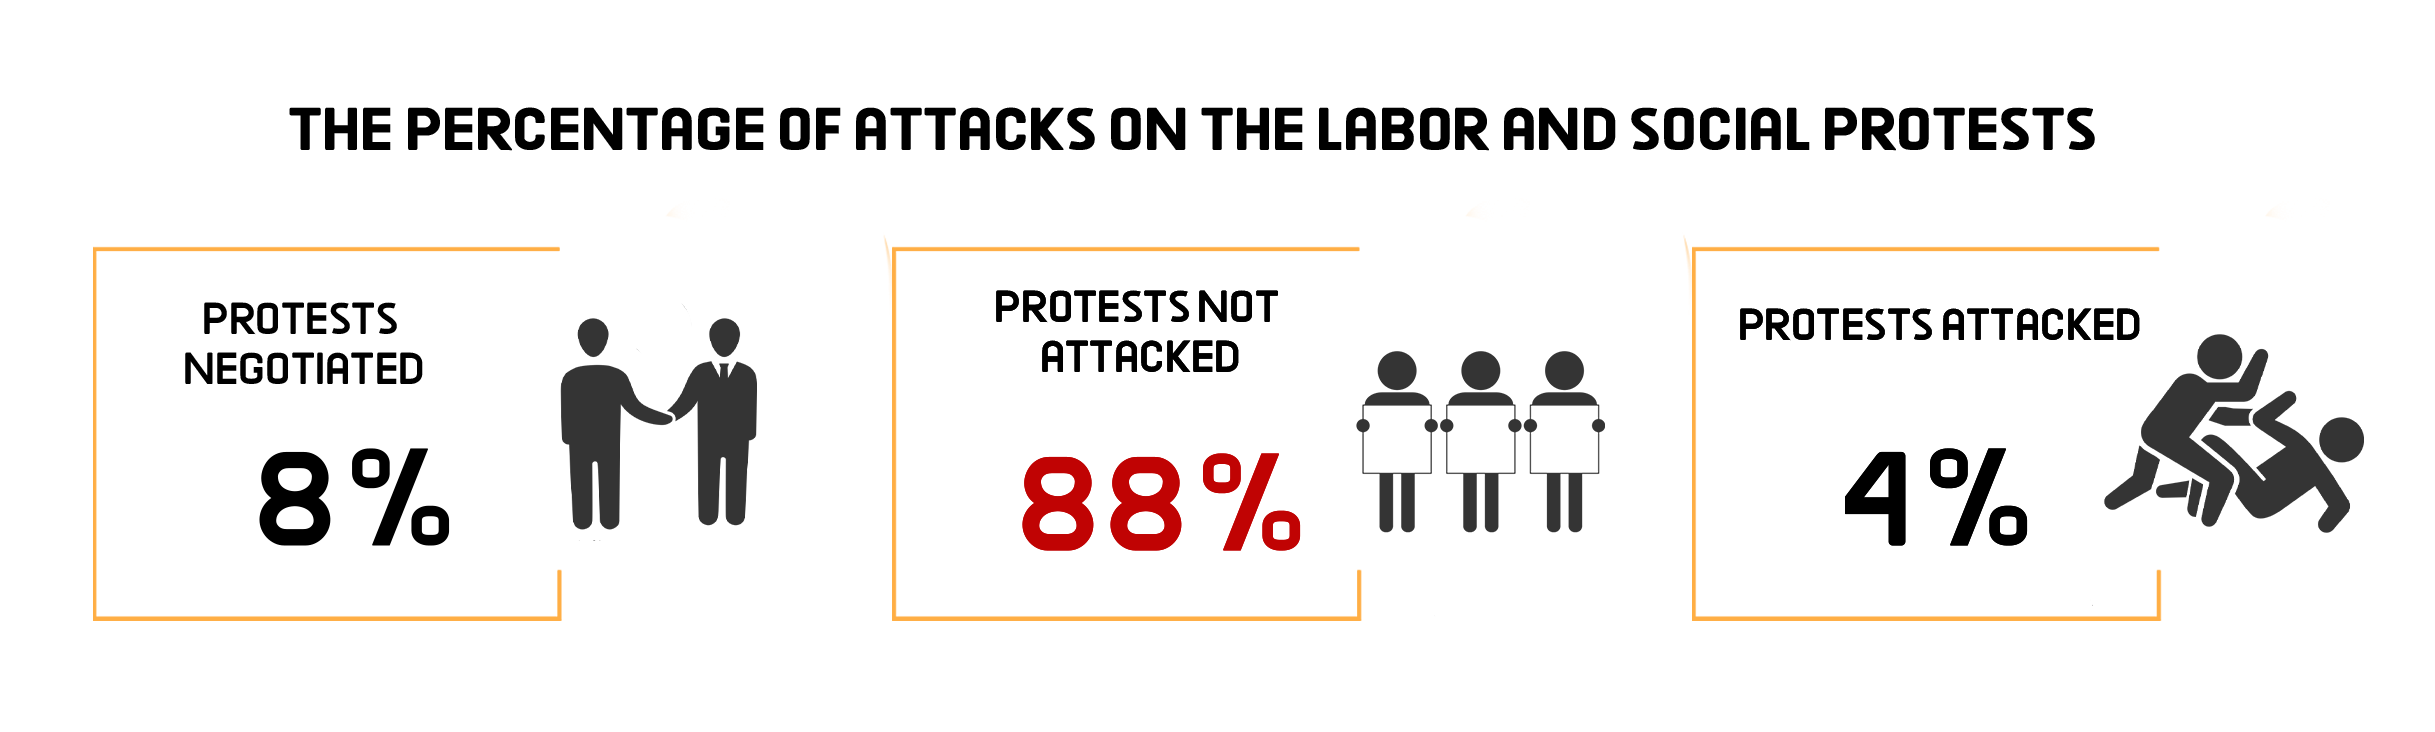 THE PERCENTAGE OF ATTACKS ON THE LABOR AND SOCIAL PROTESTS
PROTESTS
NEGOTIATED
8%
PROTESTS NOT
ATTACKED
88%
PROTESTS ATTACKED
4%